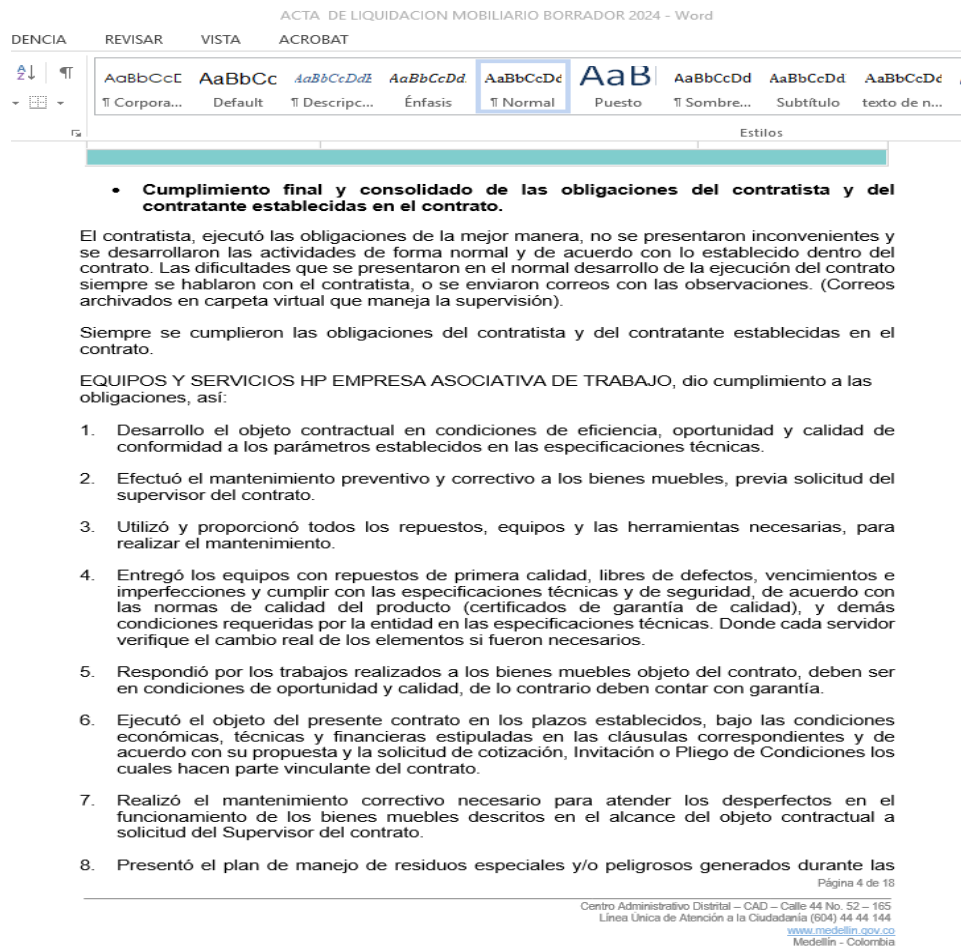 ACTA DE LIQUIDACION MOBILIARIO BORRADOR 2024 - Word
DENCIA REVISAR VISTA ACROBAT
AaBbCcD AaBbCc AaBbCcDdE AaBbCcDd. AaBbCcDd AaB AaBbCcDd AaBbCcDd AaBbCcDd
¶ Corpora... Default ¶ Descripc... Énfasis ¶ Normal Puesto ¶ Sombre... Subtítulo texto de n...
Estilos
• Cumplimiento final y consolidado de las obligaciones del contratista y del
contratante establecidas en el contrato.
El contratista, ejecutó las obligaciones de la mejor manera, no se presentaron inconvenientes y
se desarrollaron las actividades de forma normal y de acuerdo con lo establecido dentro del
contrato. Las dificultades que se presentaron en el normal desarrollo de la ejecución del contrato
siempre se hablaron con el contratista, o se enviaron correos con las observaciones. (Correos
archivados en carpeta virtual que maneja la supervisión).
Siempre se cumplieron las obligaciones del contratista y del contratante establecidas en el
contrato.
EQUIPOS Y SERVICIOS HP EMPRESA ASOCIATIVA DE TRABAJO, dio cumplimiento a las
obligaciones, así:
1. Desarrollo el objeto contractual en condiciones de eficiencia, oportunidad y calidad de
conformidad a los parámetros establecidos en las especificaciones técnicas.
2. Efectuó el mantenimiento preventivo y correctivo a los bienes muebles, previa solicitud del
supervisor del contrato.
3. Utilizó y proporcionó todos los repuestos, equipos y las herramientas necesarias, para
realizar el mantenimiento.
4. Entregó los equipos con repuestos de primera calidad, libres de defectos, vencimientos e
imperfecciones y cumplir con las especificaciones técnicas y de seguridad, de acuerdo con
las normas de calidad del producto (certificados de garantía de calidad), y demás
condiciones requeridas por la entidad en las especificaciones técnicas. Donde cada servidor
verifique el cambio real de los elementos si fueron necesarios.
5. Respondió por los trabajos realizados a los bienes muebles objeto del contrato, deben ser
en condiciones de oportunidad y calidad, de lo contrario deben contar con garantía.
6. Ejecutó el objeto del presente contrato en los plazos establecidos, bajo las condiciones
económicas, técnicas y financieras estipuladas en las cláusulas correspondientes y de
acuerdo con su propuesta y la solicitud de cotización, Invitación o Pliego de Condiciones los
cuales hacen parte vinculante del contrato.
7. Realizó el mantenimiento correctivo necesario para atender los desperfectos en el
funcionamiento de los bienes muebles descritos en el alcance del objeto contractual a
solicitud del Supervisor del contrato.
8. Presentó el plan de manejo de residuos especiales y/o peligrosos generados durante las
Página 4 de 18
Centro Administrativo Distrital – CAD – Calle 44 No. 52 – 165
Línea Única de Atención a la Ciudadanía (604) 44 44 144
www.medellin.gov.co
Medellín - Colombia